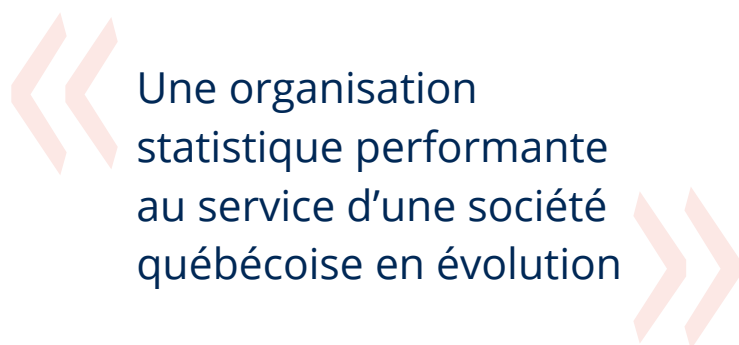 «
Une organisation
statistique performante
au service d’une société
québécoise en évolution
»